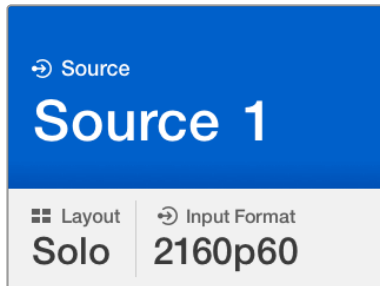 Source
Source 1
Layout
Input Format
Solo
2160p60